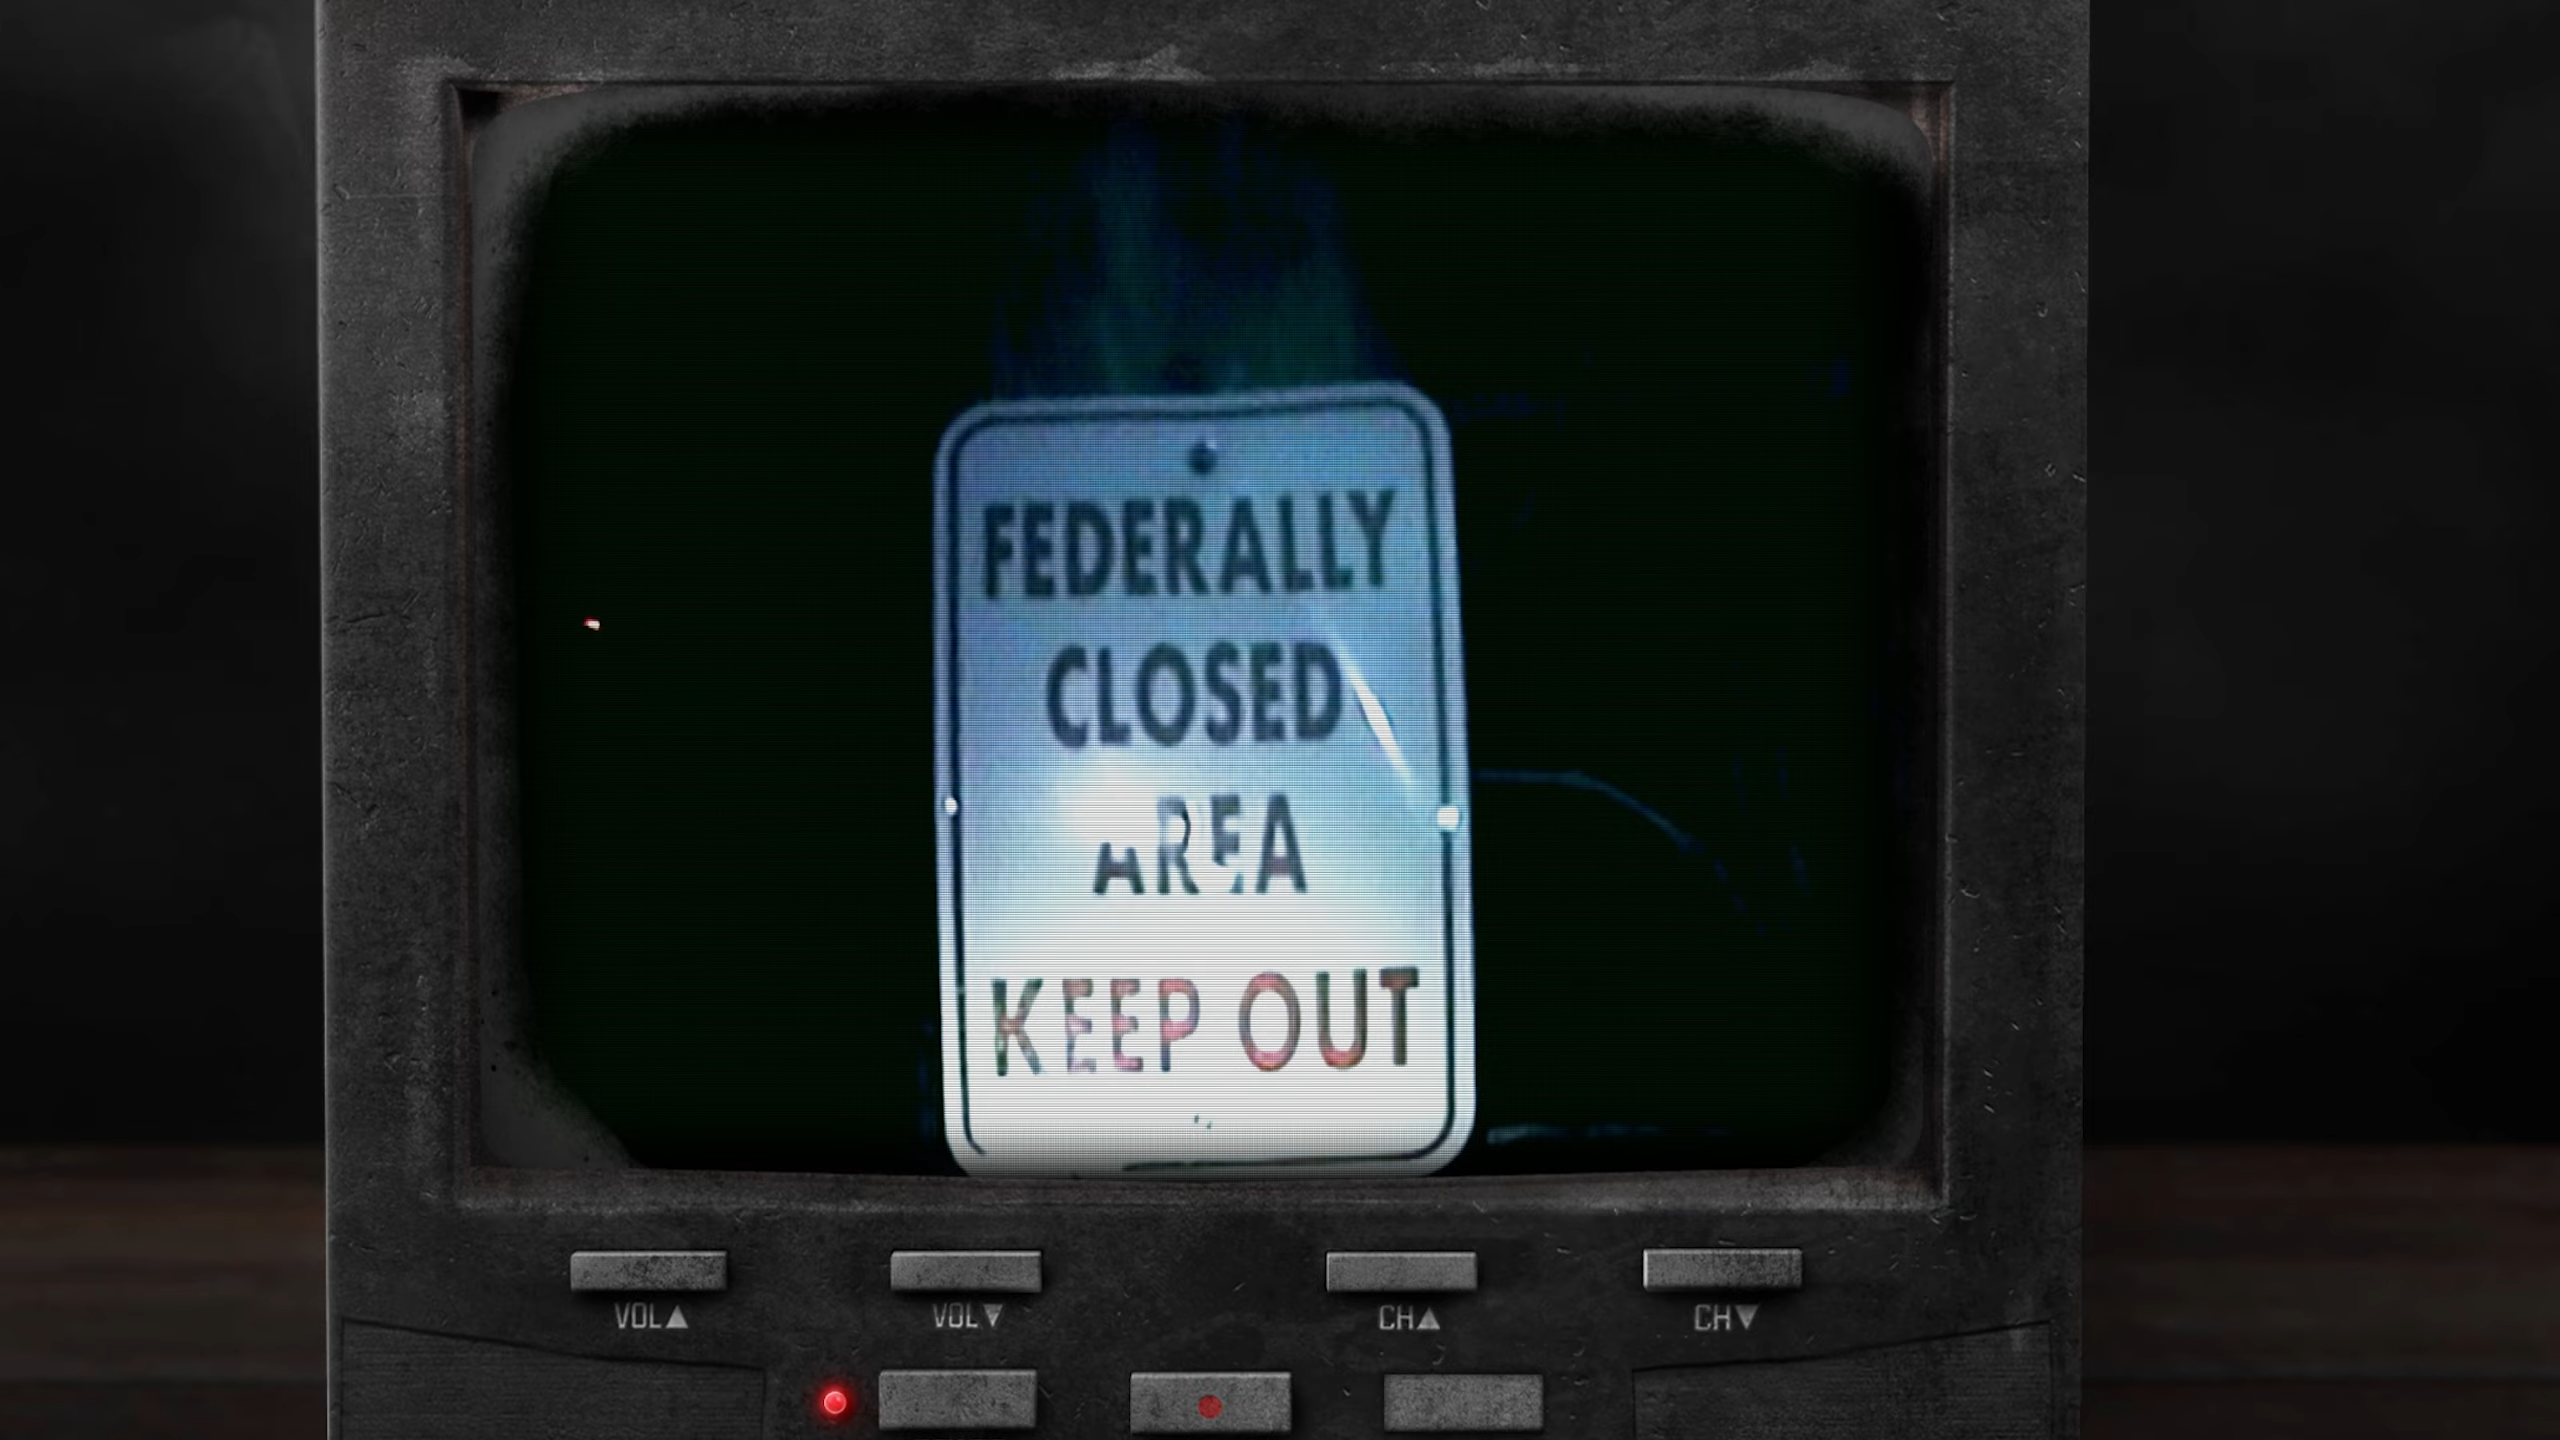 FEDERALLY
CLOSED
AREA
KEEP OUT
VOL▲ VOL▼ CH▲ CH▼